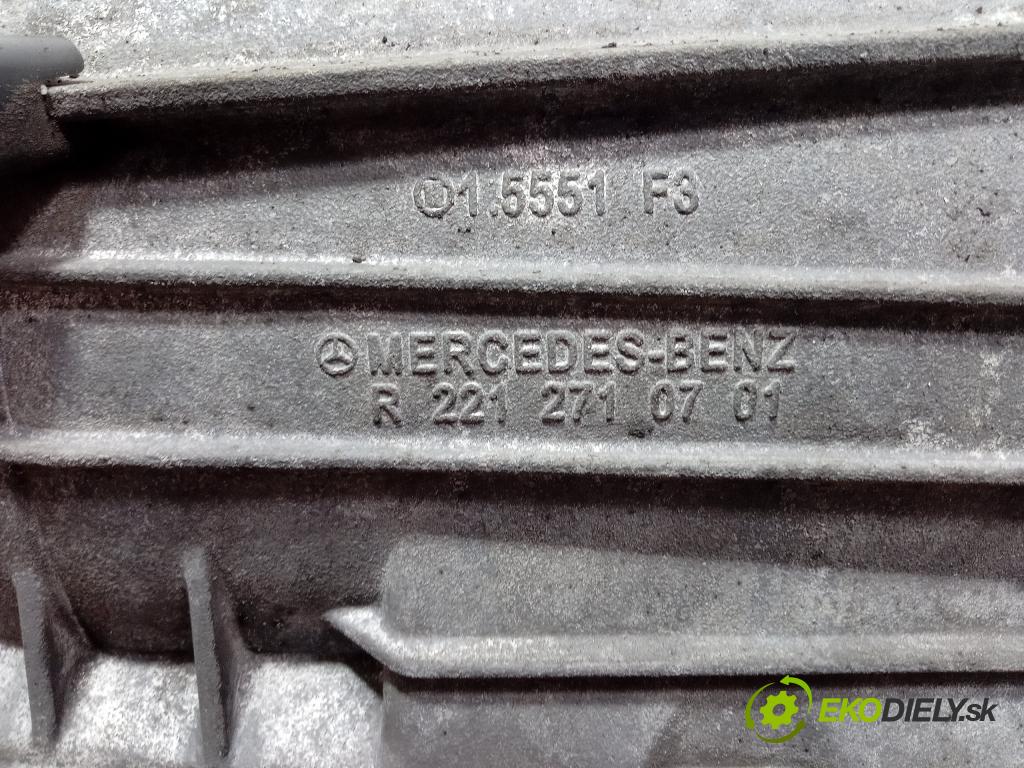 1.5551 F3
MERCEDES-BENZ
R 221 271 07 01
EKODIELY.sk